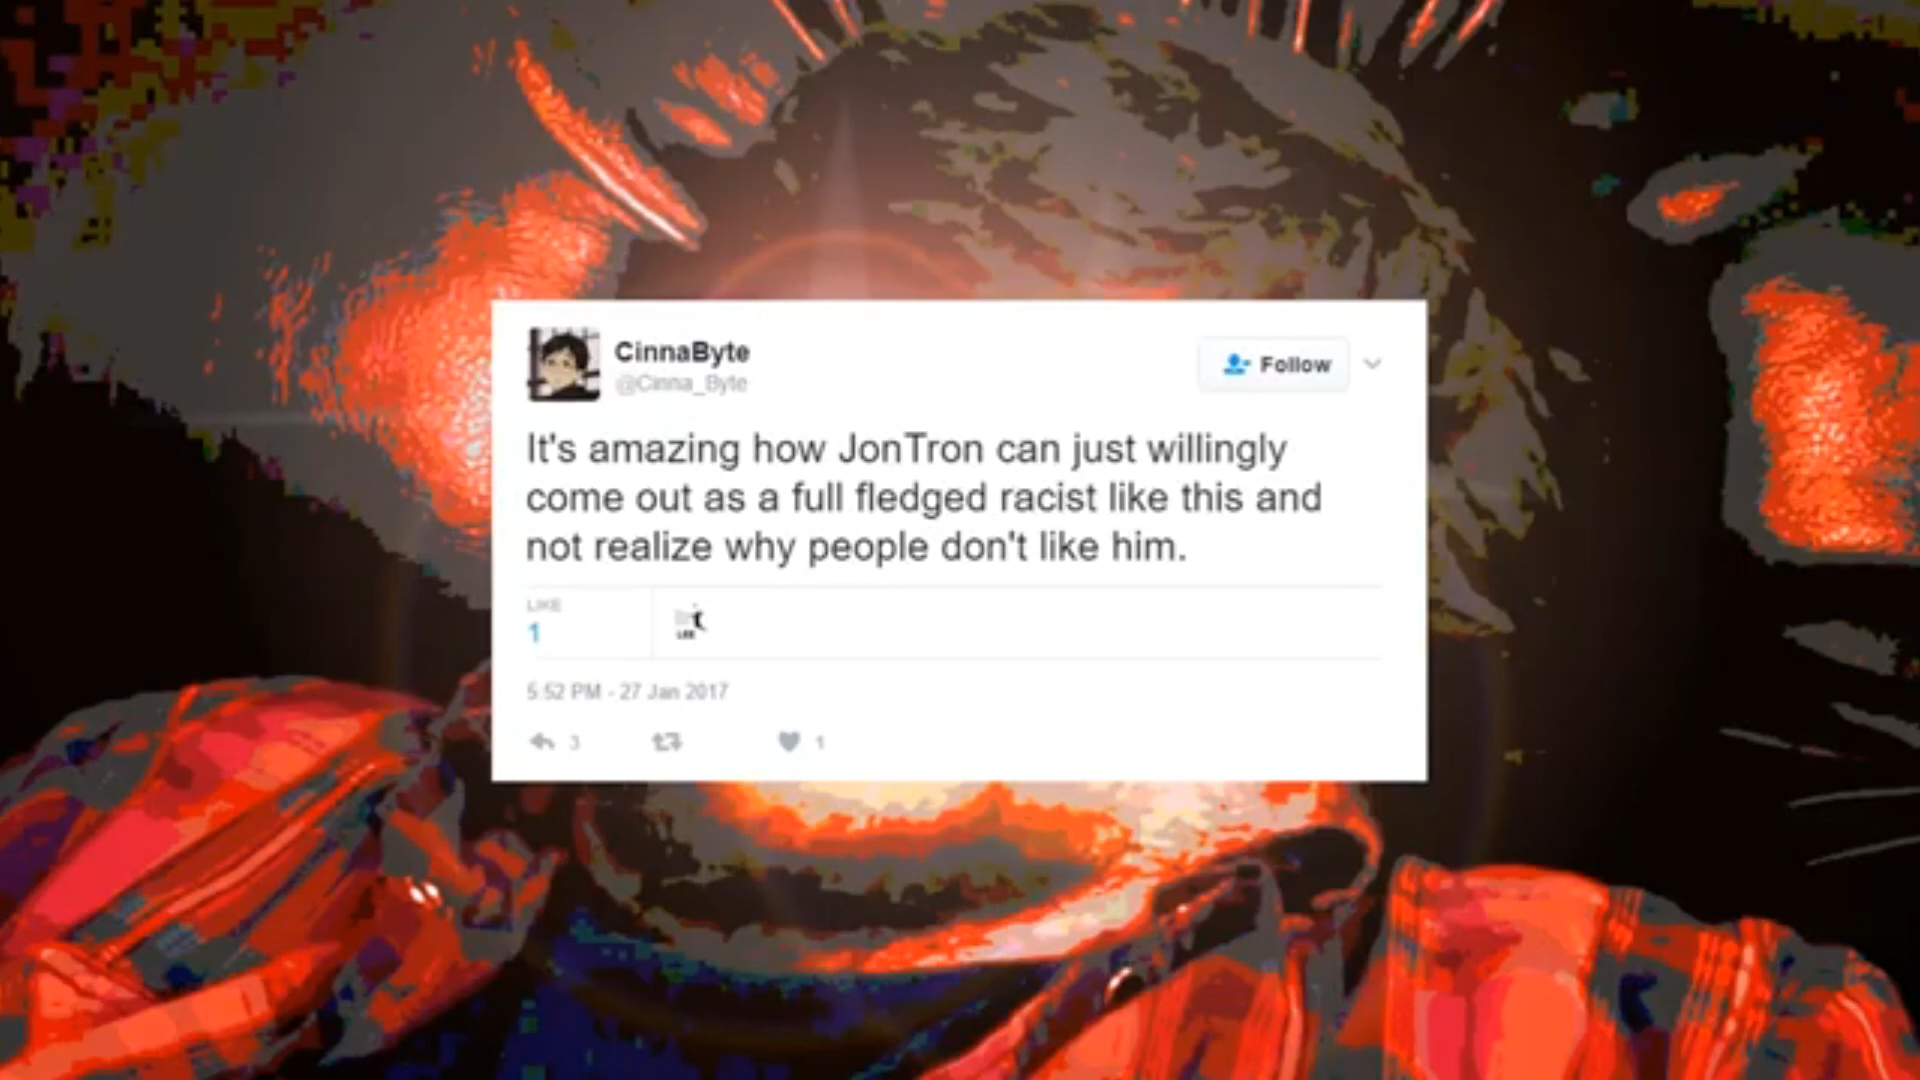 CinnaByte
@Cinna_Byte
Follow
It's amazing how JonTron can just willingly
come out as a full fledged racist like this and
not realize why people don't like him.
LIKE
1
5:52 PM - 27 Jan 2017
3
1